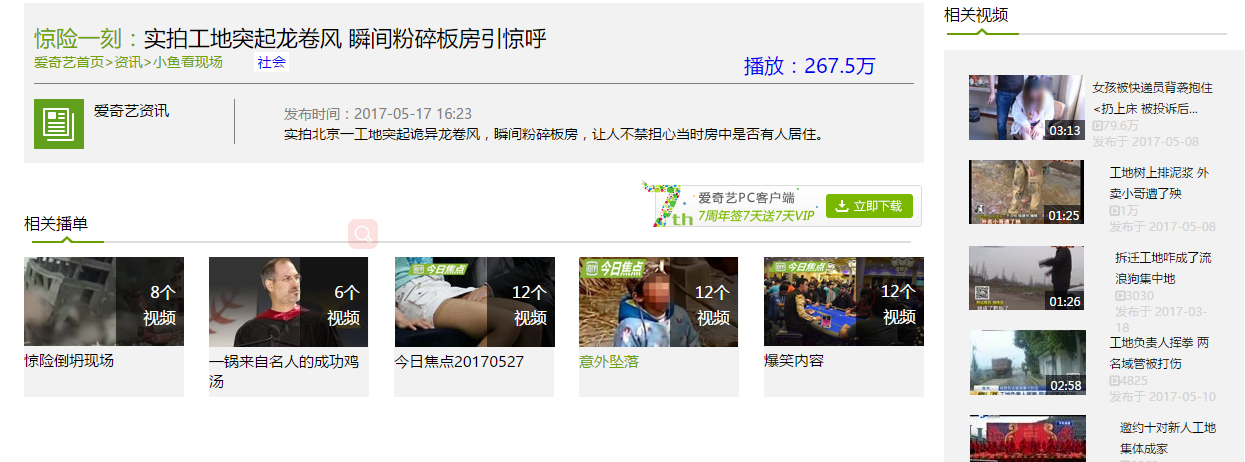 惊险一刻：实拍工地突起龙卷风 瞬间粉碎板房引惊呼
爱奇艺首页>资讯>小鱼看现场 社会
播放：267.5万
爱奇艺资讯
发布时间：2017-05-17 16:23
实拍北京一工地突起诡异龙卷风，瞬间粉碎板房，让人不禁担心当时房中是否有人居住。
7th
爱奇艺PC客户端
7周年签7天送7天VIP
立即下载
相关播单
8个
视频
惊险倒坍现场
6个
视频
一锅来自名人的成功鸡
汤
今日焦点
12个
视频
今日焦点20170527
今日焦点
12个
视频
意外坠落
今日焦点
12个
视频
爆笑内容
相关视频
03:13
女孩被快递员背袭抱住
<扔上床 被投诉后...
79.6万
发布于 2017-05-08
01:25
工地树上排泥浆 外
卖小哥遭了殃
1万
发布于 2017-05-08
01:26
拆迁工地咋成了流
浪狗集中地
3030
发布于 2017-03-
18
02:58
工地负责人挥拳 两
名城管被打伤
4825
发布于 2017-05-10
邀约十对新人工地
集体成家